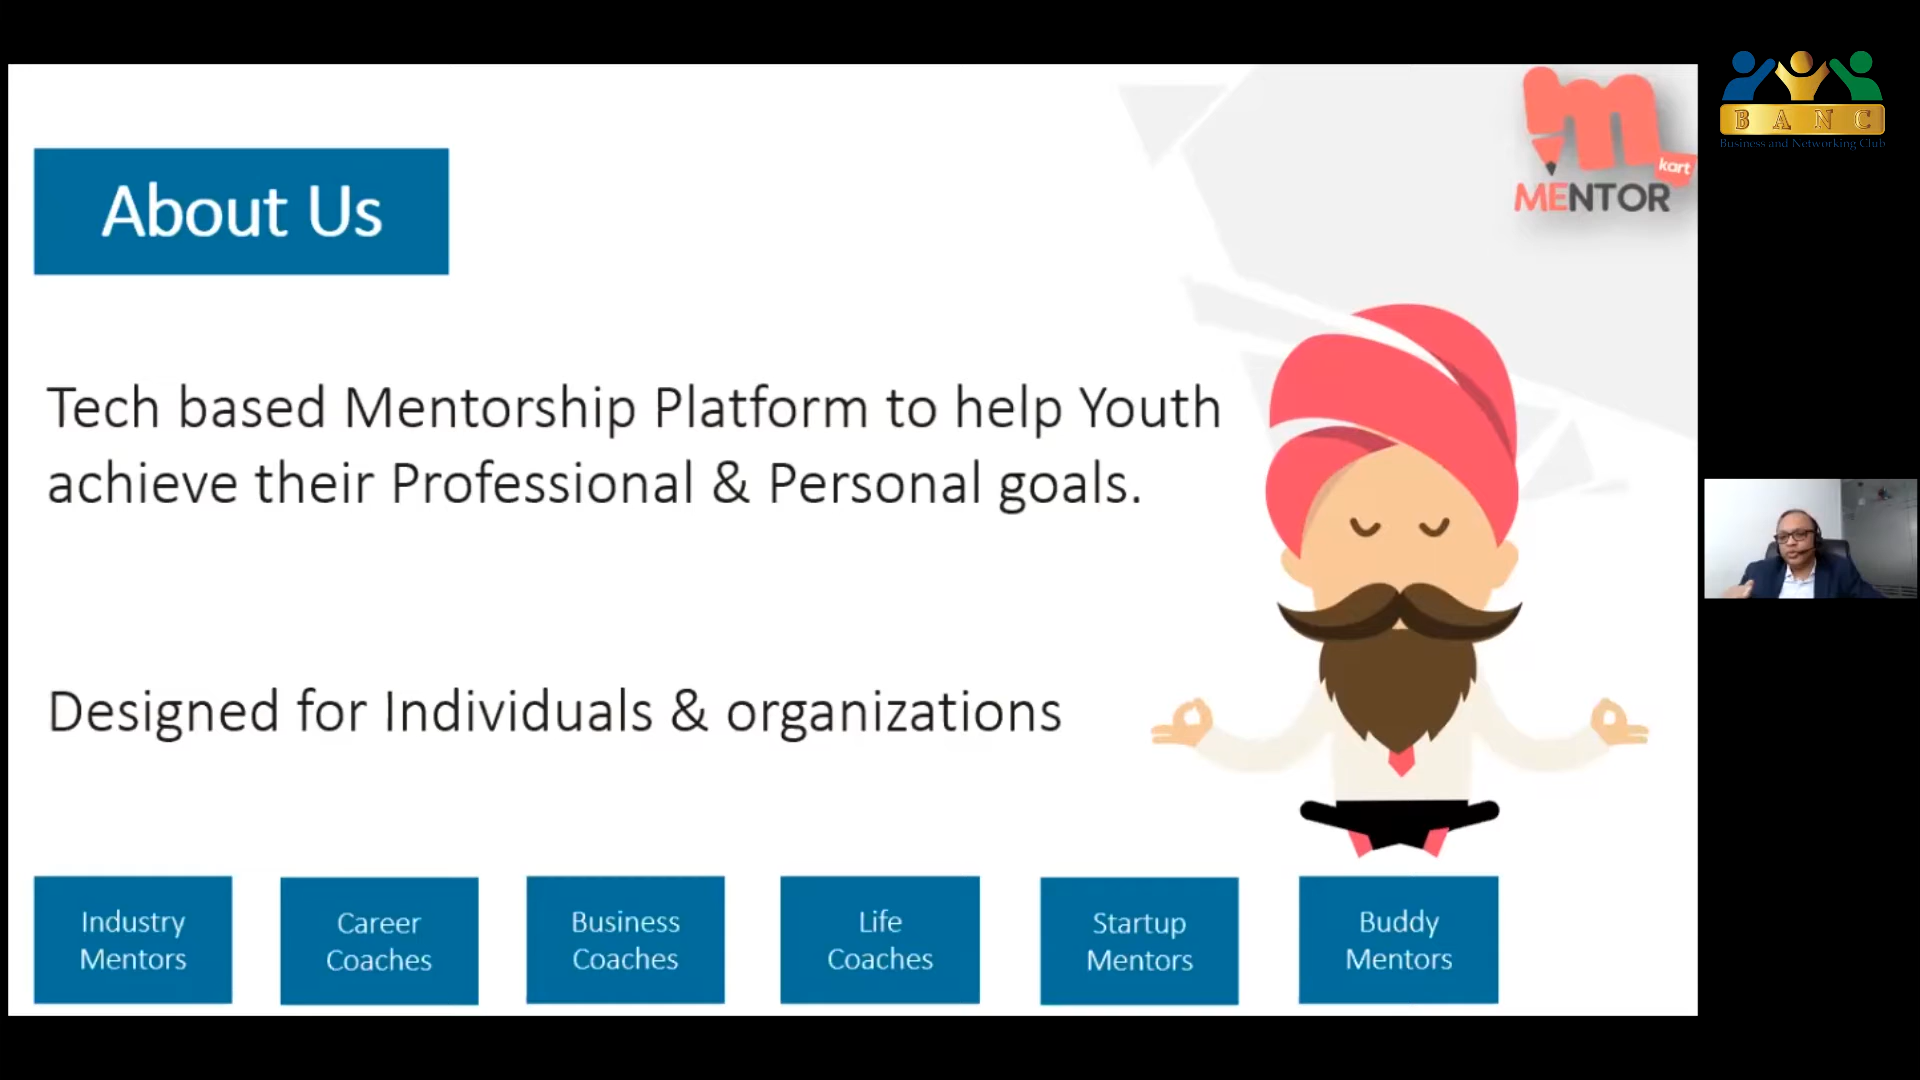 About Us
kart
MENTOR
B A N C
Business and Networking Club
Tech based Mentorship Platform to help Youth
achieve their Professional & Personal goals.
Designed for Individuals & organizations
Industry
Mentors
Career
Coaches
Business
Coaches
Life
Coaches
Startup
Mentors
Buddy
Mentors